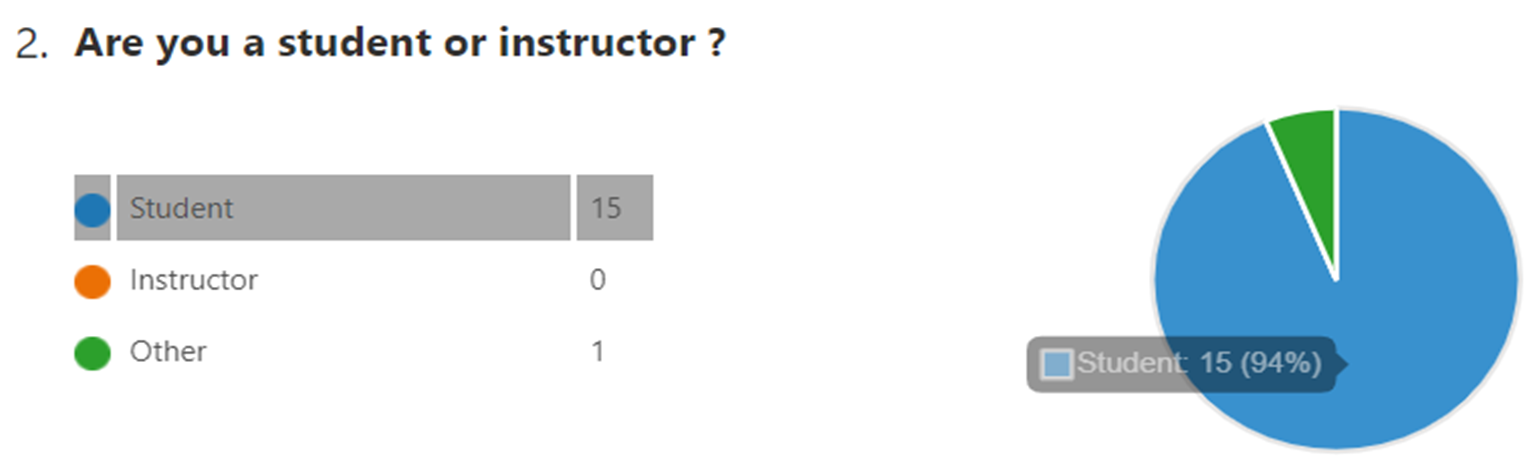 2. Are you a student or instructor ?
Student 15
Instructor 0
Other 1
Student: 15 (94%)